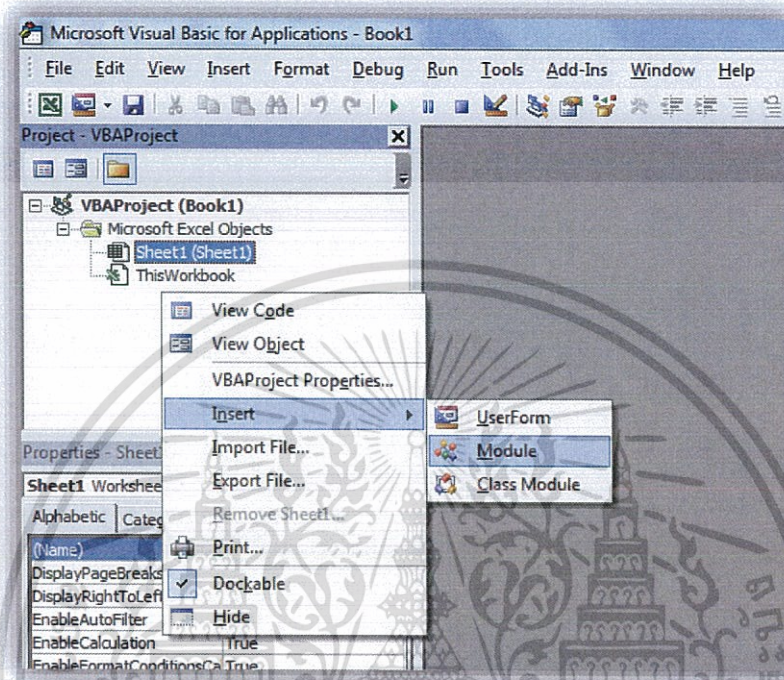 Microsoft Visual Basic for Applications - Book1
File Edit View Insert Format Debug Run Tools Add-Ins Window Help
Project - VBAProject
VBAProject (Book1)
Microsoft Excel Objects
Sheet1 (Sheet1)
ThisWorkbook
View Code
View Object
VBAProject Properties...
Insert
Import File...
Export File...
Remove Sheet1...
Print...
Dockable
Hide
UserForm
Module
Class Module
Properties - Sheet
Sheet1 Workshee
Alphabetic Categ
(Name)
DisplayPageBreaks
DisplayRightToLeft
EnableAutoFilter
EnableCalculation True
EnableFormatConditionsCa True